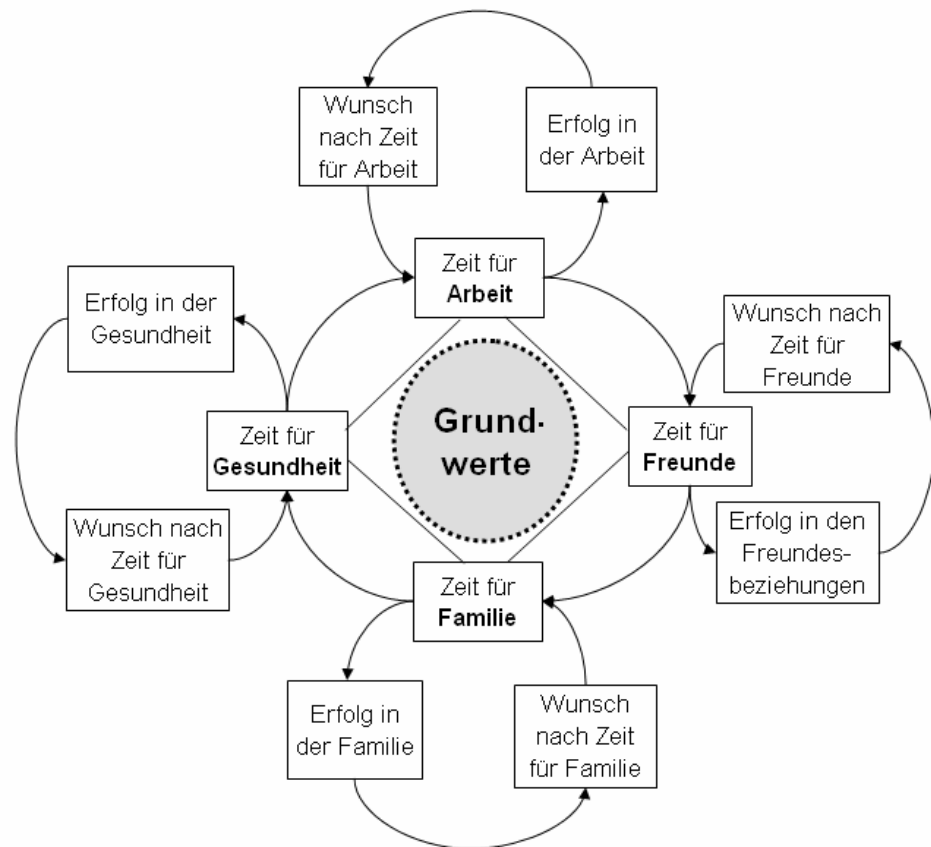 Wunsch
nach Zeit
für Arbeit
Erfolg in
der Arbeit
Zeit für
Arbeit
Erfolg in der
Gesundheit
Wunsch nach
Zeit für
Freunde
Zeit für
Gesundheit
Grund-
werte
Zeit für
Freunde
Wunsch nach
Zeit für
Gesundheit
Erfolg in den
Freundes-
beziehungen
Zeit für
Familie
Erfolg in
der Familie
Wunsch
nach Zeit
für Familie